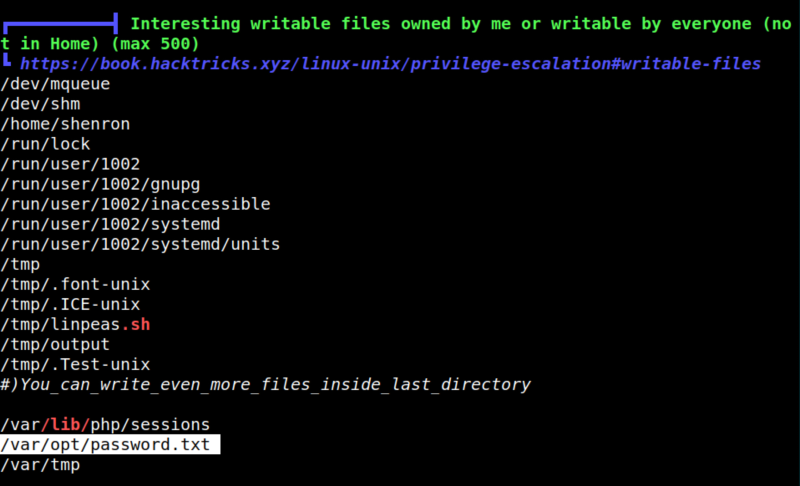 Interesting writable files owned by me or writable by everyone (no
t in Home) (max 500)
https://book.hacktricks.xyz/linux-unix/privilege-escalation#writable-files
/dev/mqueue
/dev/shm
/home/shenron
/run/lock
/run/user/1002
/run/user/1002/gnupg
/run/user/1002/inaccessible
/run/user/1002/systemd
/run/user/1002/systemd/units
/tmp
/tmp/.font-unix
/tmp/.ICE-unix
/tmp/linpeas.sh
/tmp/output
/tmp/.Test-unix
#)You_can_write_even_more_files_inside_last_directory
/var/lib/php/sessions
/var/opt/password.txt
/var/tmp